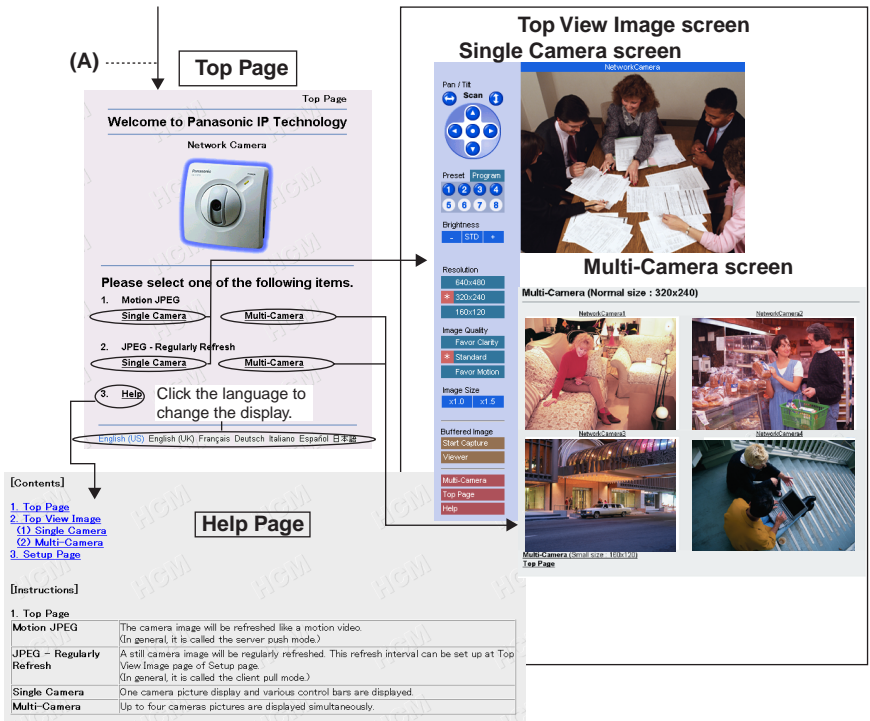 (A)
Top Page
Top Page
Welcome to Panasonic IP Technology
Network Camera
Panasonic
Please select one of the following items.
1. Motion JPEG
Single Camera Multi-Camera
2. JPEG - Regularly Refresh
Single Camera Multi-Camera
3. Help
Click the language to
change the display.
English (US) English (UK) Français Deutsch Italiano Español 日本語
Top View Image screen
Single Camera screen
NetworkCamera
Pan / Tilt
Scan
Preset Program
1 2 3 4
5 6 7 8
Brightness
- STD +
Resolution
640x480
* 320x240
160x120
Image Quality
Favor Clarity
* Standard
Favor Motion
Image Size
x1.0 x1.5
Buffered Image
Start Capture
Viewer
Multi-Camera
Top Page
Help
Multi-Camera screen
Multi-Camera (Normal size : 320x240)
NetworkCamera1 NetworkCamera2
NetworkCamera3 NetworkCamera4
Multi-Camera (Small size : 160x120)
Top Page
Help Page
[Contents]
1. Top Page
2. Top View Image
(1) Single Camera
(2) Multi-Camera
3. Setup Page
[Instructions]
1. Top Page
Motion JPEG The camera image will be refreshed like a motion video.
(In general, it is called the server push mode.)
JPEG - Regularly Refresh A still camera image will be regularly refreshed. This refresh interval can be set up at Top
View Image page of Setup page.
(In general, it is called the client pull mode.)
Single Camera One camera picture display and various control bars are displayed.
Multi-Camera Up to four cameras pictures are displayed simultaneously.
HCM